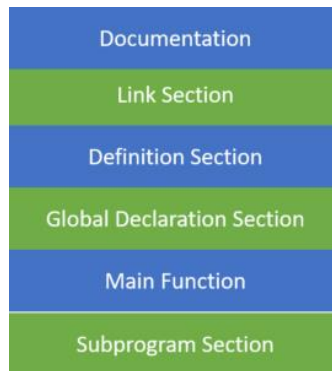 Documentation
Link Section
Definition Section
Global Declaration Section
Main Function
Subprogram Section